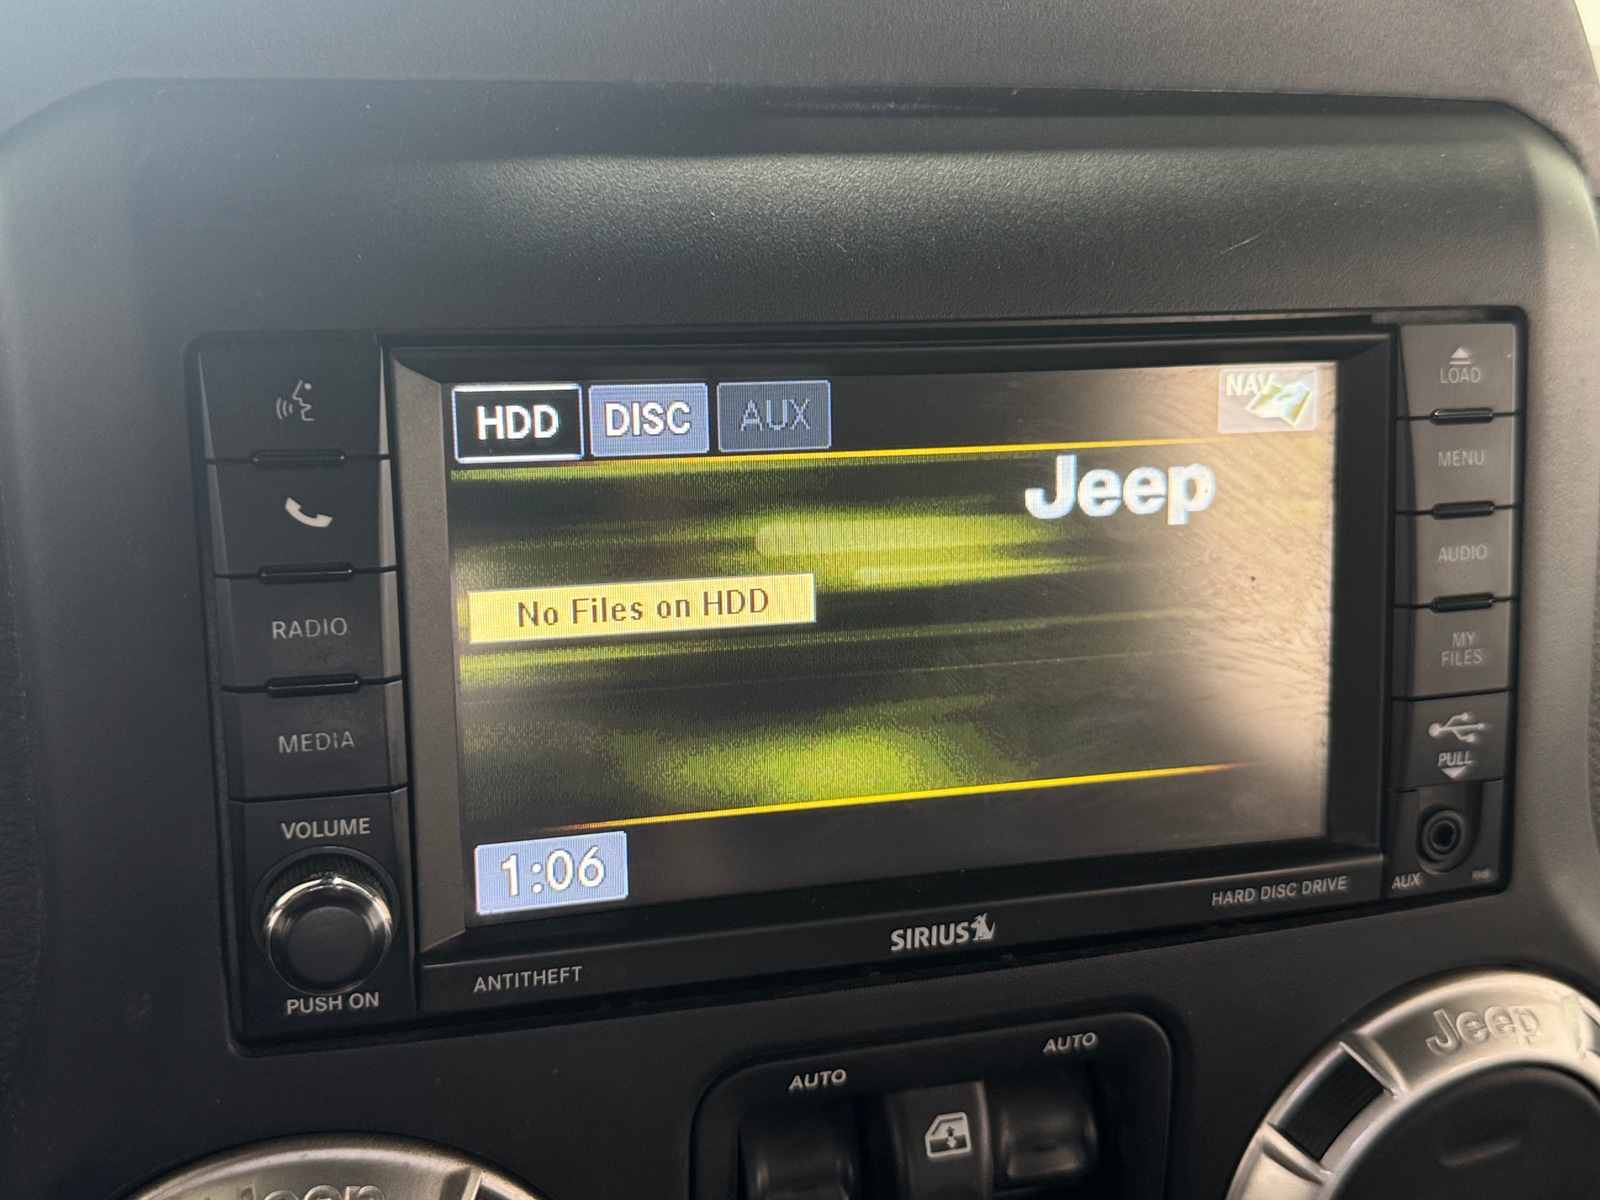 HDD DISC AUX NAV
Jeep
No Files on HDD
1:06
RADIO
MEDIA
VOLUME
PUSH ON
LOAD
MENU
AUDIO
MY
FILES
PULL
AUX
HARD DISC DRIVE
SIRIUS
ANTITHEFT
AUTO
AUTO
Jeep
Jeep